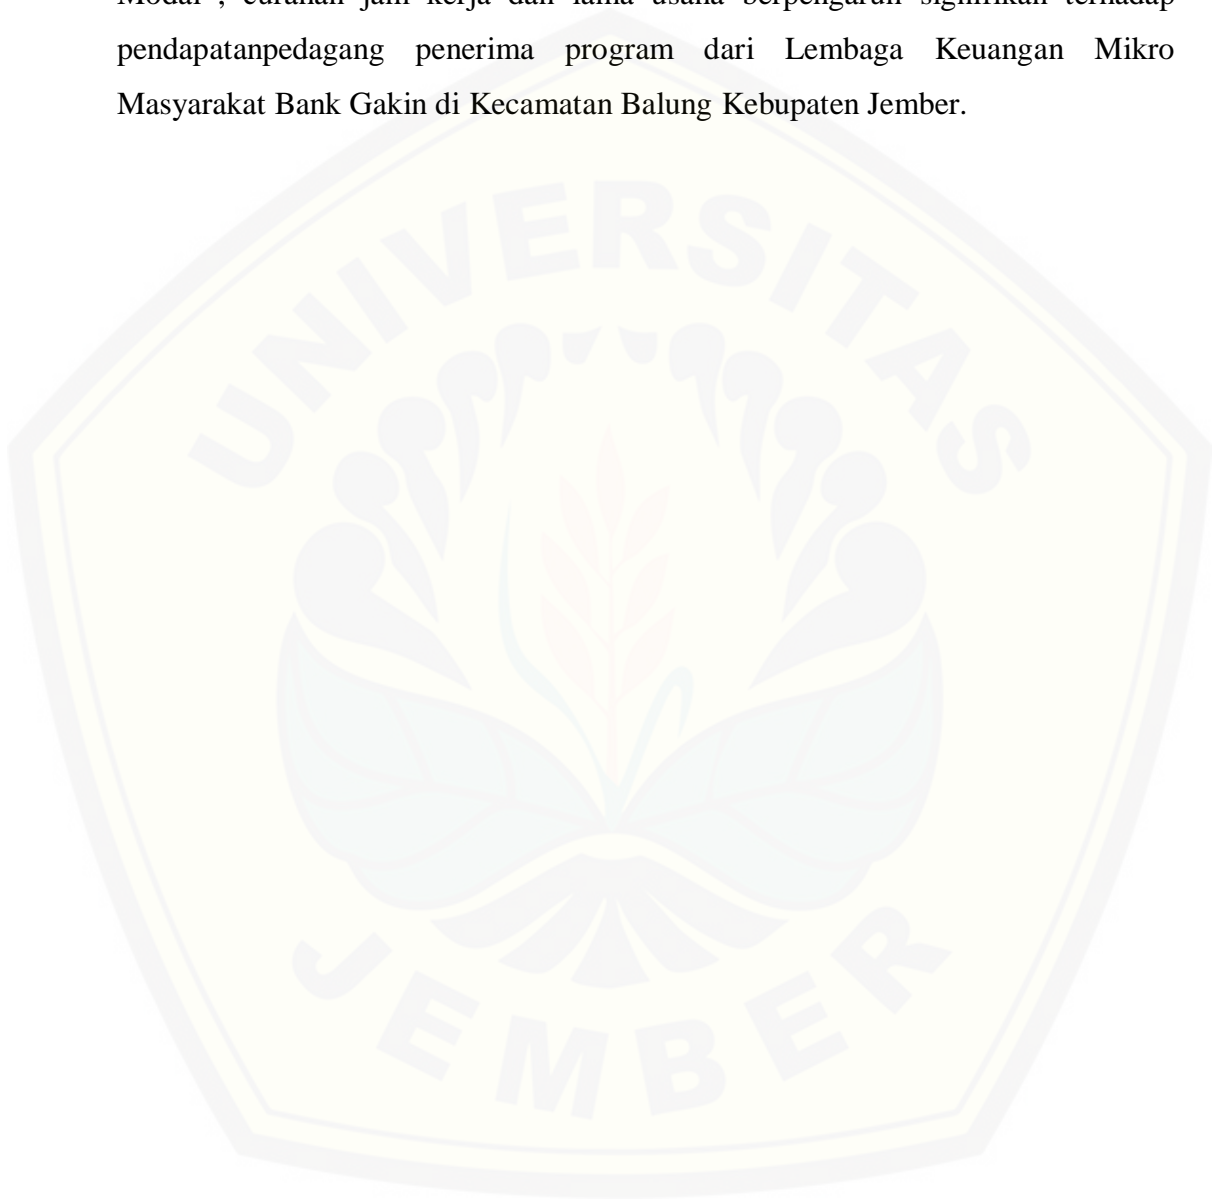 Modal , curahan jam kerja dan lama usaha berpengaruh signifikan terhadap
pendapatanpedagang penerima program dari Lembaga Keuangan Mikro
Masyarakat Bank Gakin di Kecamatan Balung Kebupaten Jember.
UNIVERSITAS
JEMBER